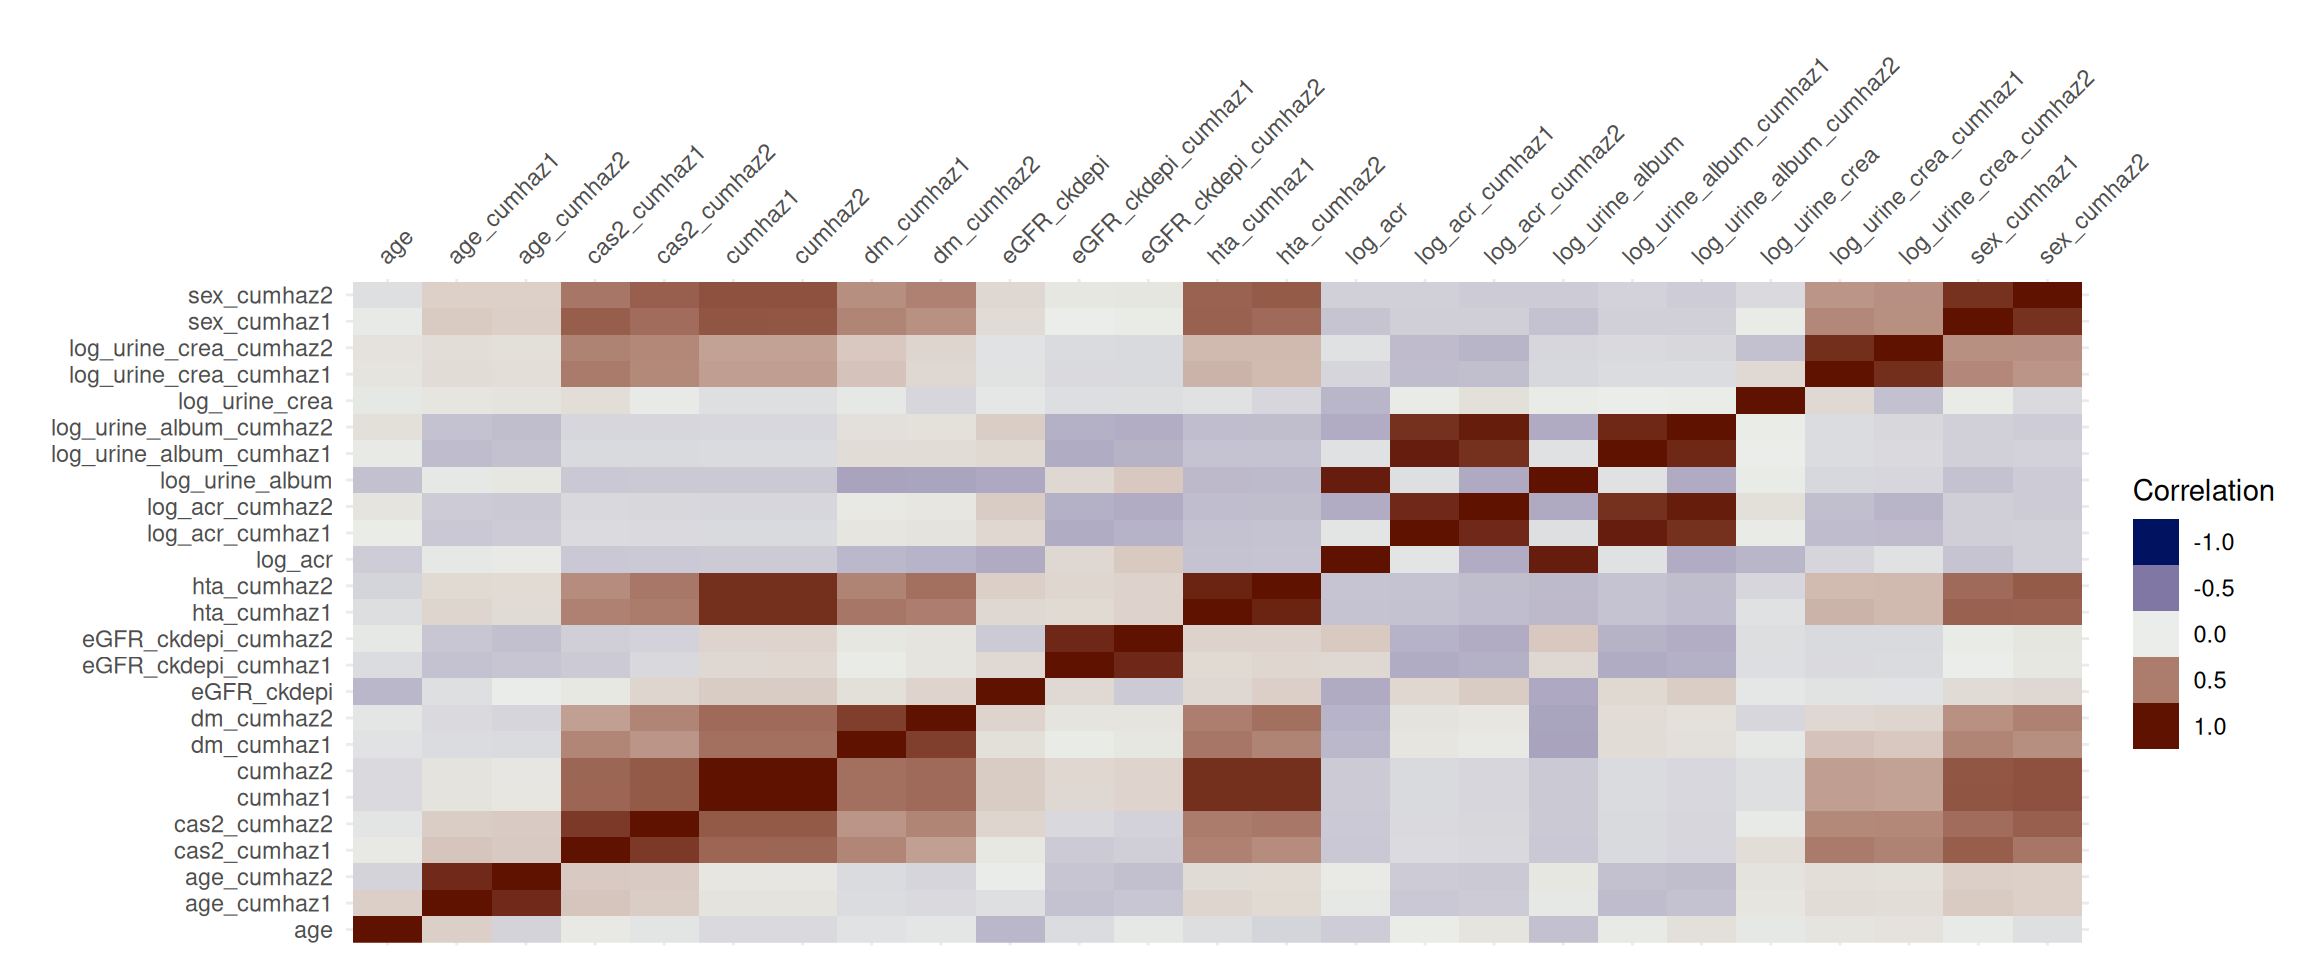 age
age_cumhaz1
age_cumhaz2
cas2_cumhaz1
cas2_cumhaz2
cumhaz1
cumhaz2
dm_cumhaz1
dm_cumhaz2
eGFR_ckdepi
eGFR_ckdepi_cumhaz1
eGFR_ckdepi_cumhaz2
hta_cumhaz1
hta_cumhaz2
log_acr
log_acr_cumhaz1
log_acr_cumhaz2
log_urine_album
log_urine_album_cumhaz1
log_urine_album_cumhaz2
log_urine_crea
log_urine_crea_cumhaz1
log_urine_crea_cumhaz2
sex_cumhaz1
sex_cumhaz2
sex_cumhaz2
sex_cumhaz1
log_urine_crea_cumhaz2
log_urine_crea_cumhaz1
log_urine_crea
log_urine_album_cumhaz2
log_urine_album_cumhaz1
log_urine_album
log_acr_cumhaz2
log_acr_cumhaz1
log_acr
hta_cumhaz2
hta_cumhaz1
eGFR_ckdepi_cumhaz2
eGFR_ckdepi_cumhaz1
eGFR_ckdepi
dm_cumhaz2
dm_cumhaz1
cumhaz2
cumhaz1
cas2_cumhaz2
cas2_cumhaz1
age_cumhaz2
age_cumhaz1
age
Correlation
-1.0
-0.5
0.0
0.5
1.0